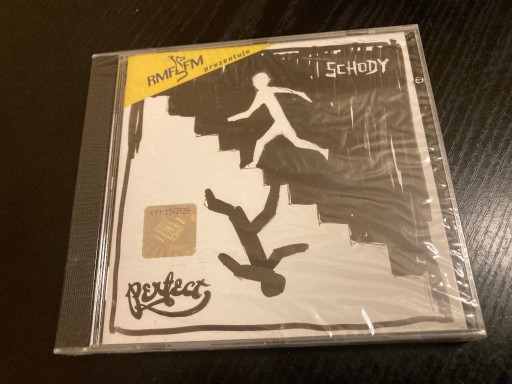 RMF FM
prezentuje
SCHODY
Perfect